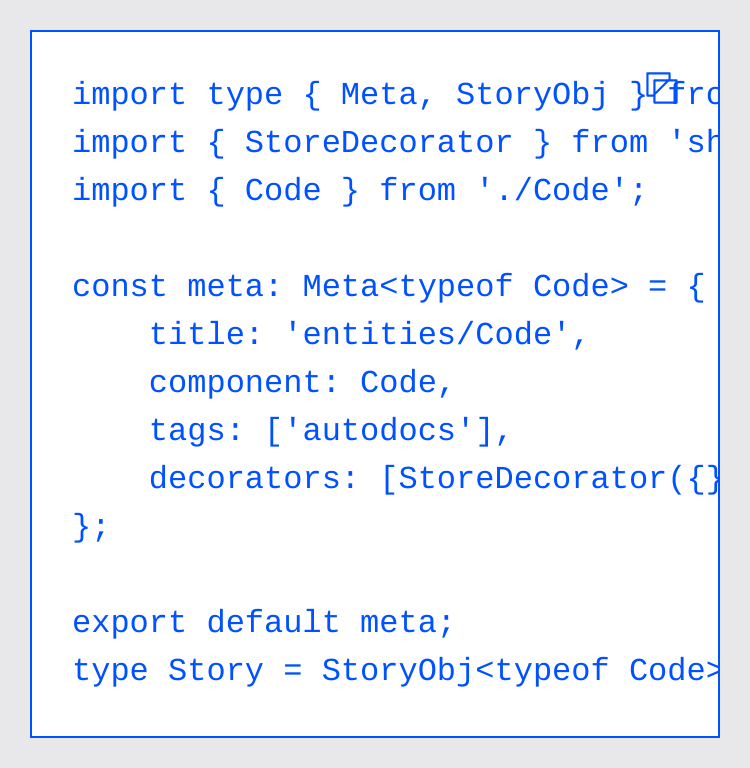 import type { Meta, StoryObj } fro
import { StoreDecorator } from 'sh
import { Code } from './Code';
const meta: Meta<typeof Code> = {
title: 'entities/Code',
component: Code,
tags: ['autodocs'],
decorators: [StoreDecorator({}
};
export default meta;
type Story = StoryObj<typeof Code>